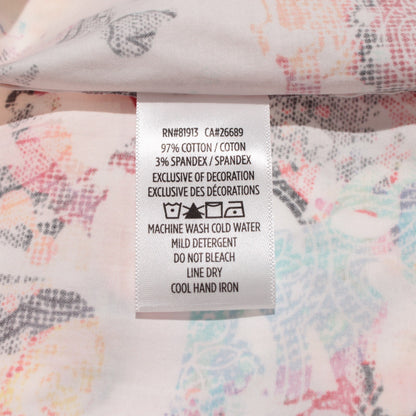 RN#81913 CA#26689
97% COTTON / COTON
3% SPANDEX / SPANDEX
EXCLUSIVE OF DECORATION
EXCLUSIVE DES DÉCORATIONS
MACHINE WASH COLD WATER
MILD DETERGENT
DO NOT BLEACH
LINE DRY
COOL HAND IRON